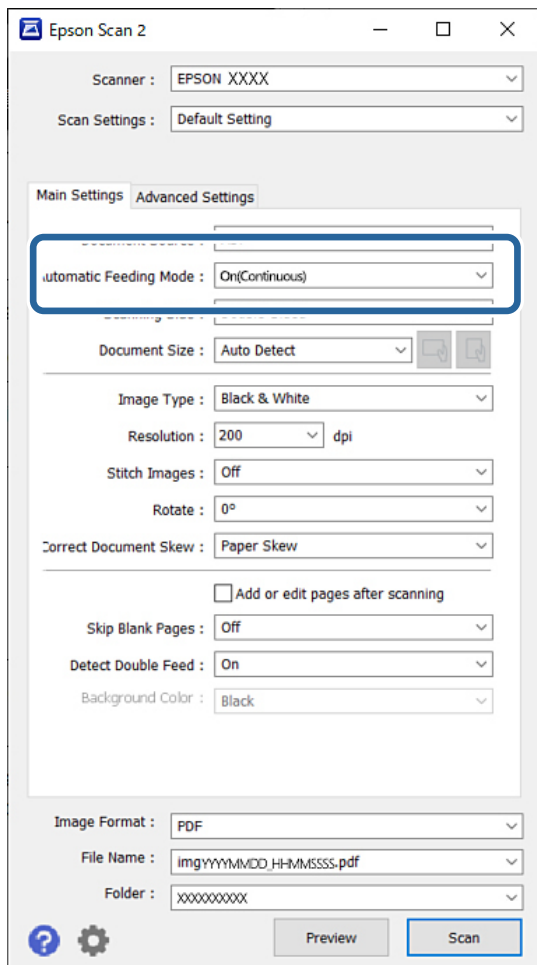 Epson Scan 2
Scanner : EPSON XXXX
Scan Settings : Default Setting
Main Settings Advanced Settings
Automatic Feeding Mode : On(Continuous)
Document Size : Auto Detect
Image Type : Black & White
Resolution : 200 dpi
Stitch Images : Off
Rotate : 0°
Correct Document Skew : Paper Skew
Add or edit pages after scanning
Skip Blank Pages : Off
Detect Double Feed : On
Background Color : Black
Image Format : PDF
File Name : imgYYYYMMDD_HHMMSSSS.pdf
Folder : XXXXXXXXXX
? Preview Scan